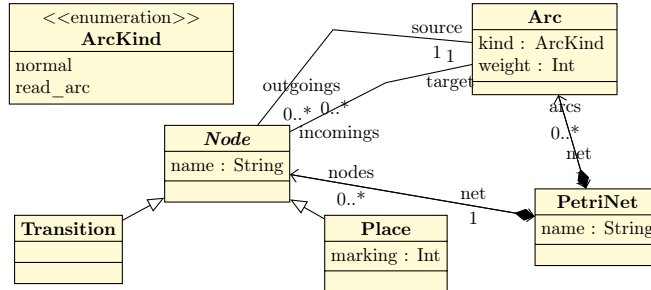 <<enumeration>>
ArcKind
normal
read_arc
Arc
kind : ArcKind
weight : Int
source
1
1
target
outgoings
0..*
0..*
incomings
arcs
0..*
net
1
Node
name : String
nodes
0..*
net
1
PetriNet
name : String
Transition
Place
marking : Int